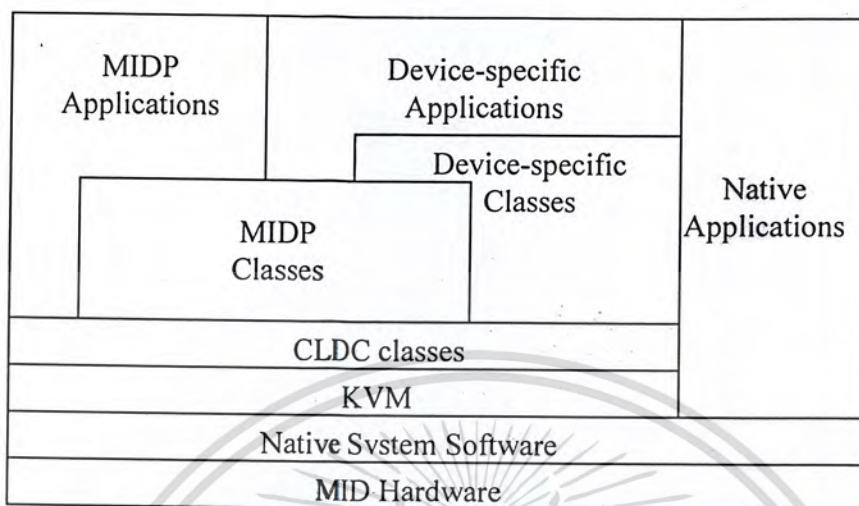 MIDP
Applications
Device-specific
Applications
Device-specific
Classes
Native
Applications
MIDP
Classes
CLDC classes
KVM
Native System Software
MID Hardware